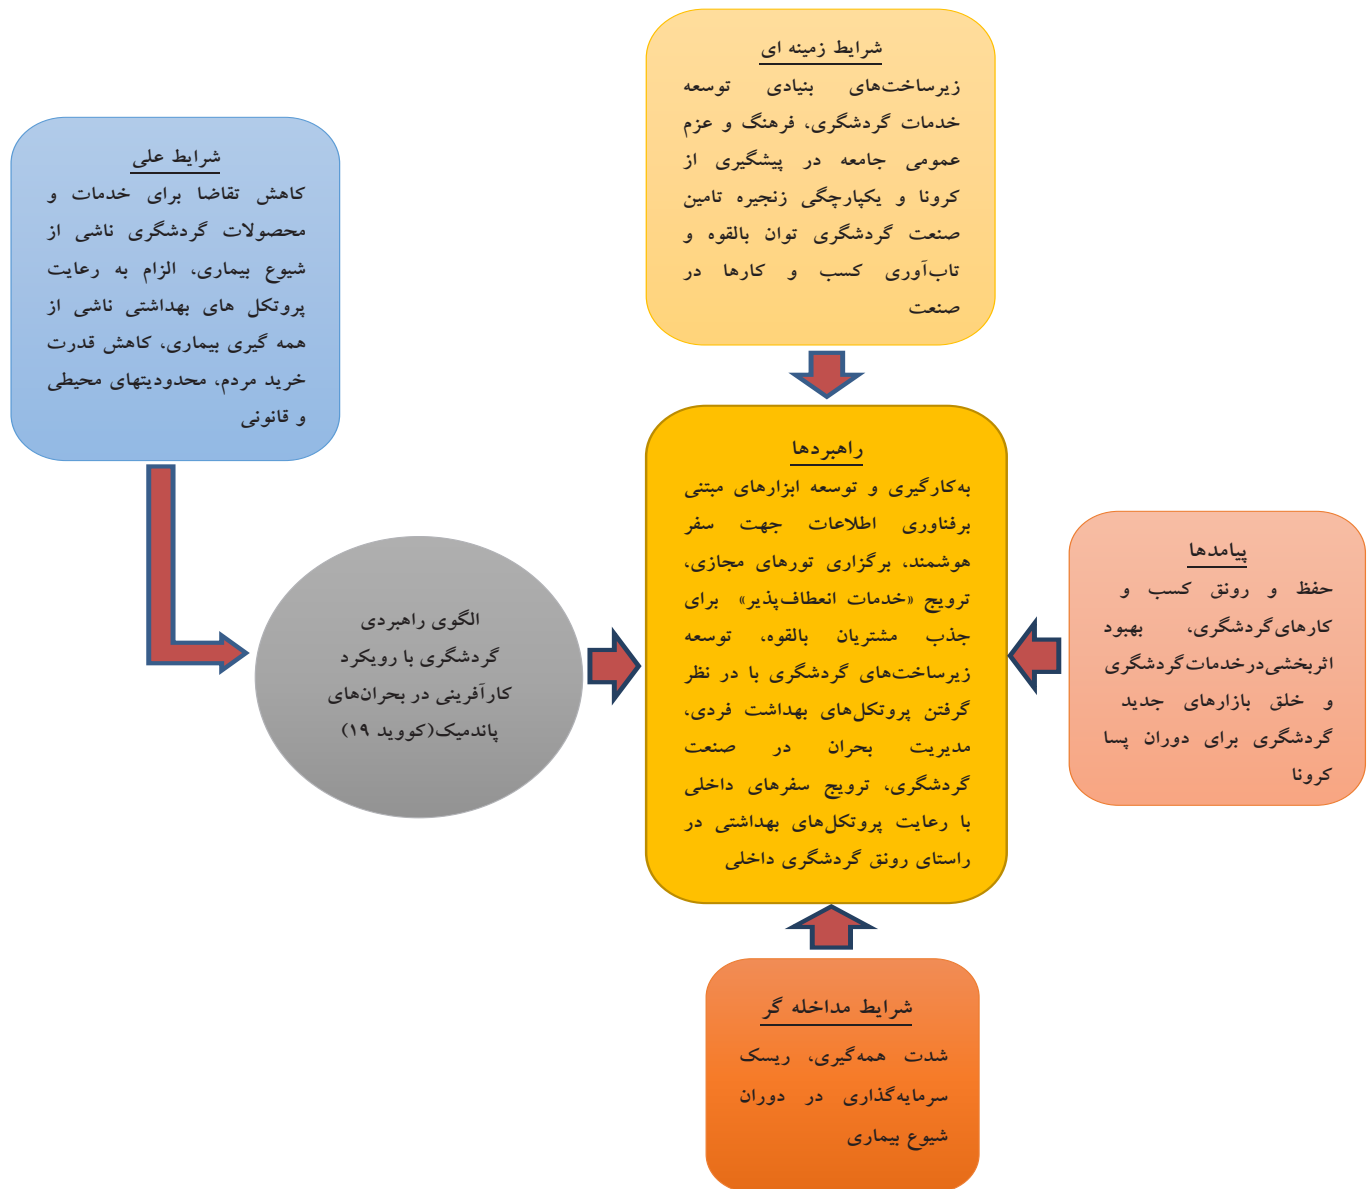 شرایط زمینه ای
زیرساخت‌های بنیادی توسعه
خدمات گردشگری، فرهنگ و عزم
عمومی جامعه در پیشگیری از
کرونا و یکپارچگی زنجیره تامین
صنعت گردشگری توان بالقوه و
تاب‌آوری کسب و کارها در
صنعت
شرایط علی
کاهش تقاضا برای خدمات و
محصولات گردشگری ناشی از
شیوع بیماری، الزام به رعایت
پروتکل های بهداشتی ناشی از
همه گیری بیماری، کاهش قدرت
خرید مردم، محدودیتهای محیطی
و قانونی
راهبردها
به‌کارگیری و توسعه ابزارهای مبتنی
برفناوری اطلاعات جهت سفر
هوشمند، برگزاری تورهای مجازی،
ترویج «خدمات انعطاف‌پذیر» برای
جذب مشتریان بالقوه، توسعه
زیرساخت‌های گردشگری با در نظر
گرفتن پروتکل‌های بهداشت فردی،
مدیریت بحران در صنعت
گردشگری، ترویج سفرهای داخلی
با رعایت پروتکل‌های بهداشتی در
راستای رونق گردشگری داخلی
پیامدها
حفظ و رونق کسب و
کارهای‌گردشگری، بهبود
اثربخشی‌درخدمات‌گردشگری
و خلق بازارهای جدید
گردشگری برای دوران پسا
کرونا
الگوی راهبردی
گردشگری با رویکرد
کارآفرینی در بحران‌های
پاندمیک(کووید ۱۹)
شرایط مداخله گر
شدت همه‌گیری، ریسک
سرمایه‌گذاری در دوران
شیوع بیماری